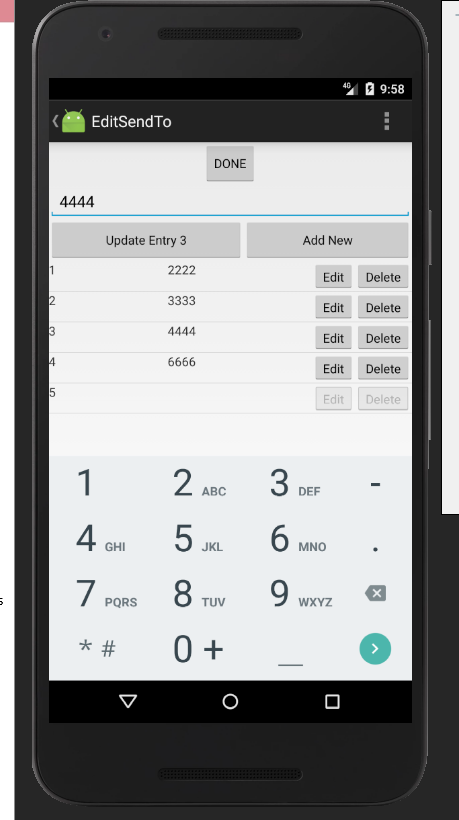 4G 9:58
EditSendTo
DONE
4444
Update Entry 3 Add New
1 2222 Edit Delete
2 3333 Edit Delete
3 4444 Edit Delete
4 6666 Edit Delete
5 Edit Delete
1 2 ABC 3 DEF -
4 GHI 5 JKL 6 MNO .
7 PQRS 8 TUV 9 WXYZ
s
* # 0 + _